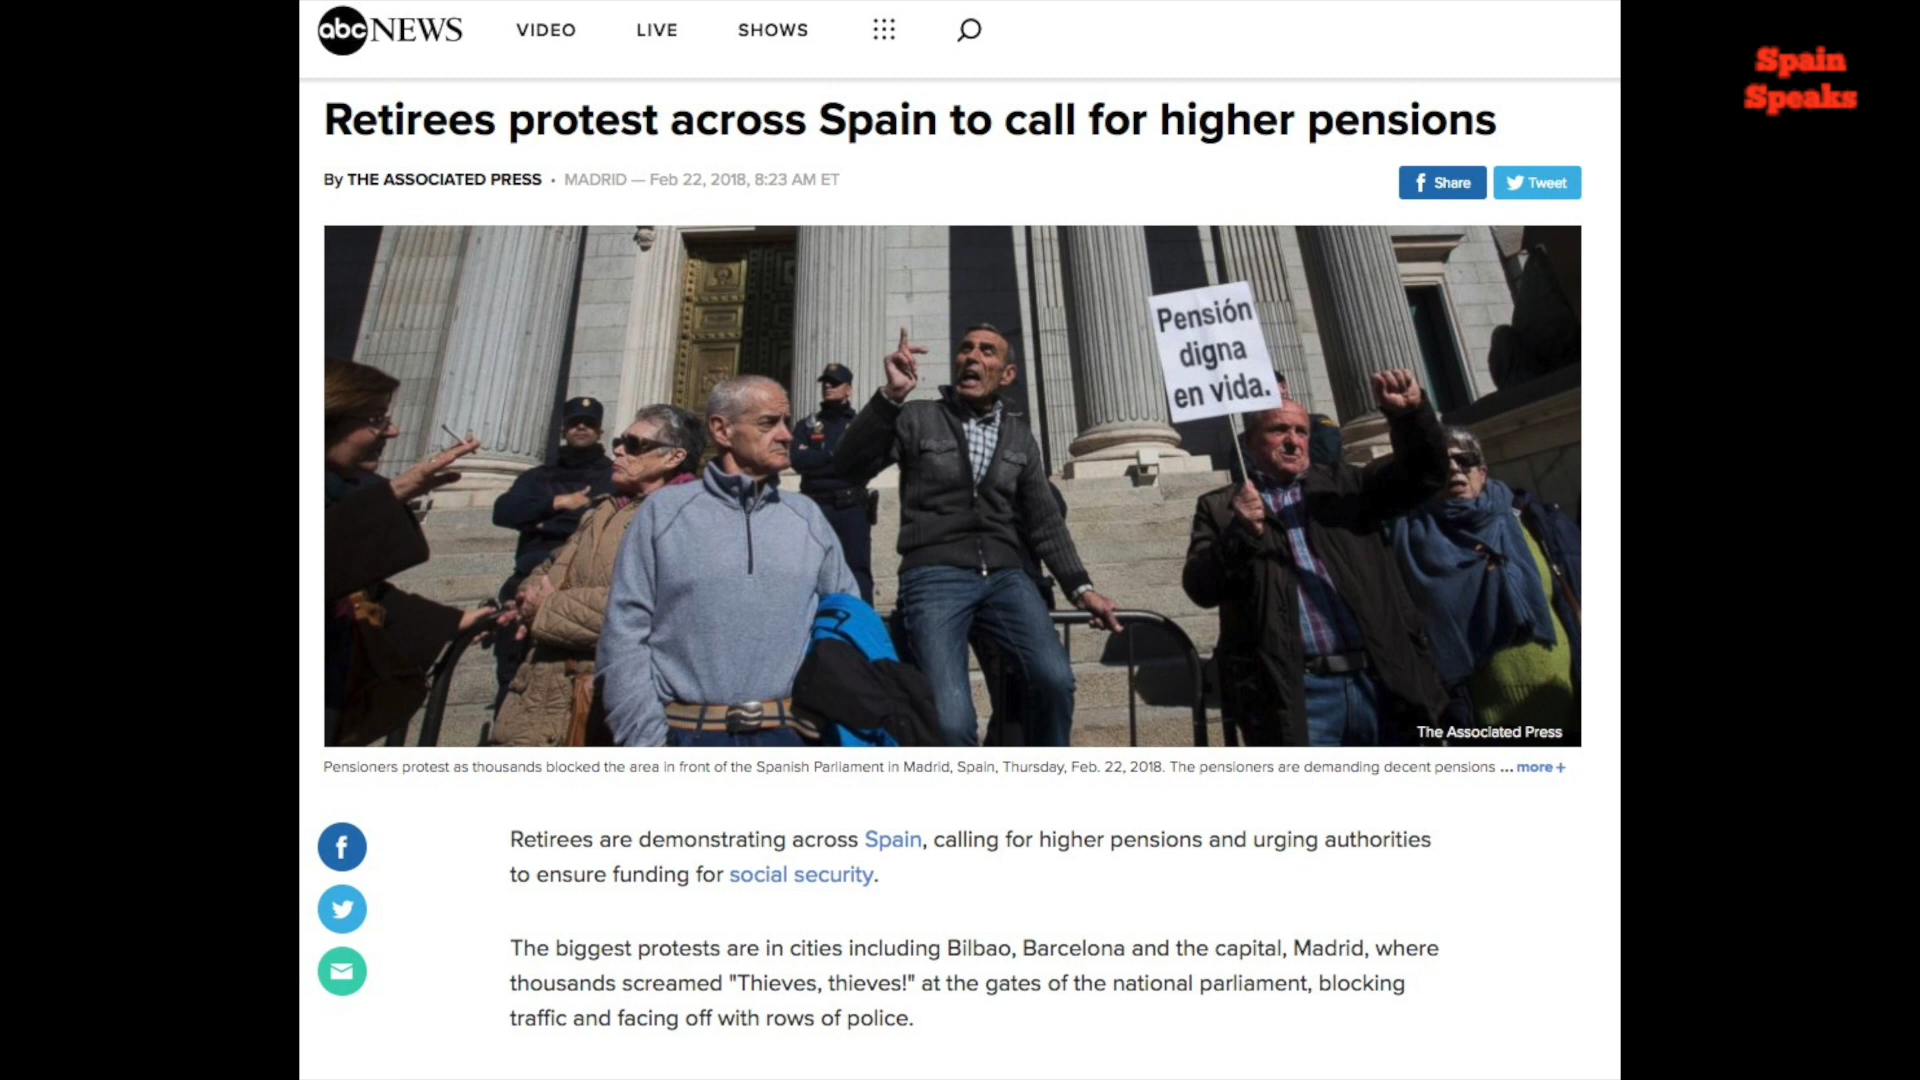 abc NEWS VIDEO LIVE SHOWS
Spain
Speaks
Retirees protest across Spain to call for higher pensions
By THE ASSOCIATED PRESS • MADRID — Feb 22, 2018, 8:23 AM ET
f Share
Tweet
Pensión
digna
en vida.
The Associated Press
Pensioners protest as thousands blocked the area in front of the Spanish Parliament in Madrid, Spain, Thursday, Feb. 22, 2018. The pensioners are demanding decent pensions ... more +
f
Retirees are demonstrating across Spain, calling for higher pensions and urging authorities
to ensure funding for social security.
The biggest protests are in cities including Bilbao, Barcelona and the capital, Madrid, where
thousands screamed "Thieves, thieves!" at the gates of the national parliament, blocking
traffic and facing off with rows of police.